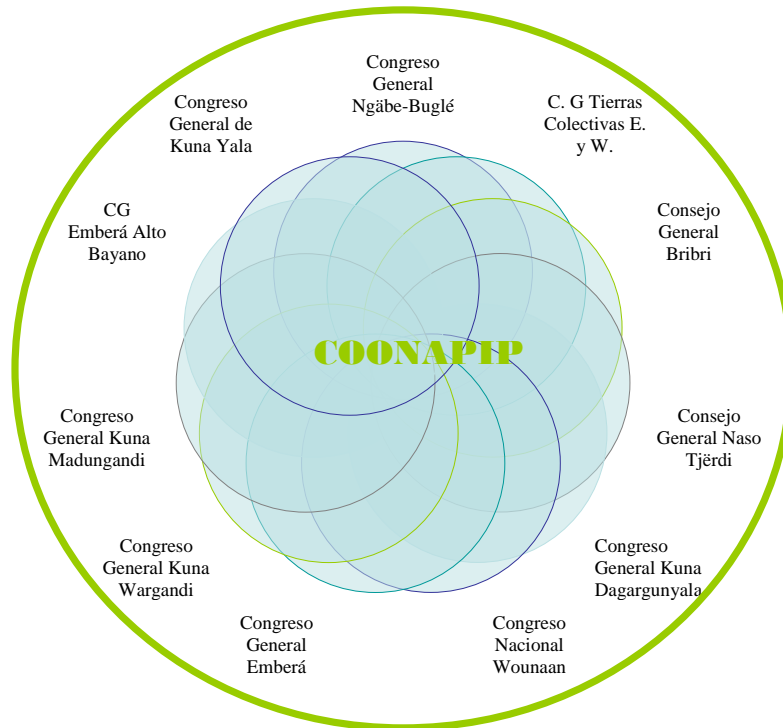 Congreso
General
Ngäbe-Buglé
C. G Tierras
Colectivas E.
y W.
Consejo
General
Bribri
Consejo
General Naso
Tjërdi
Congreso
General Kuna
Dagargunyala
Congreso
Nacional
Wounaan
Congreso
General
Emberá
Congreso
General Kuna
Wargandi
Congreso
General Kuna
Madungandi
CG
Emberá Alto
Bayano
Congreso
General de
Kuna Yala
COONAPIP